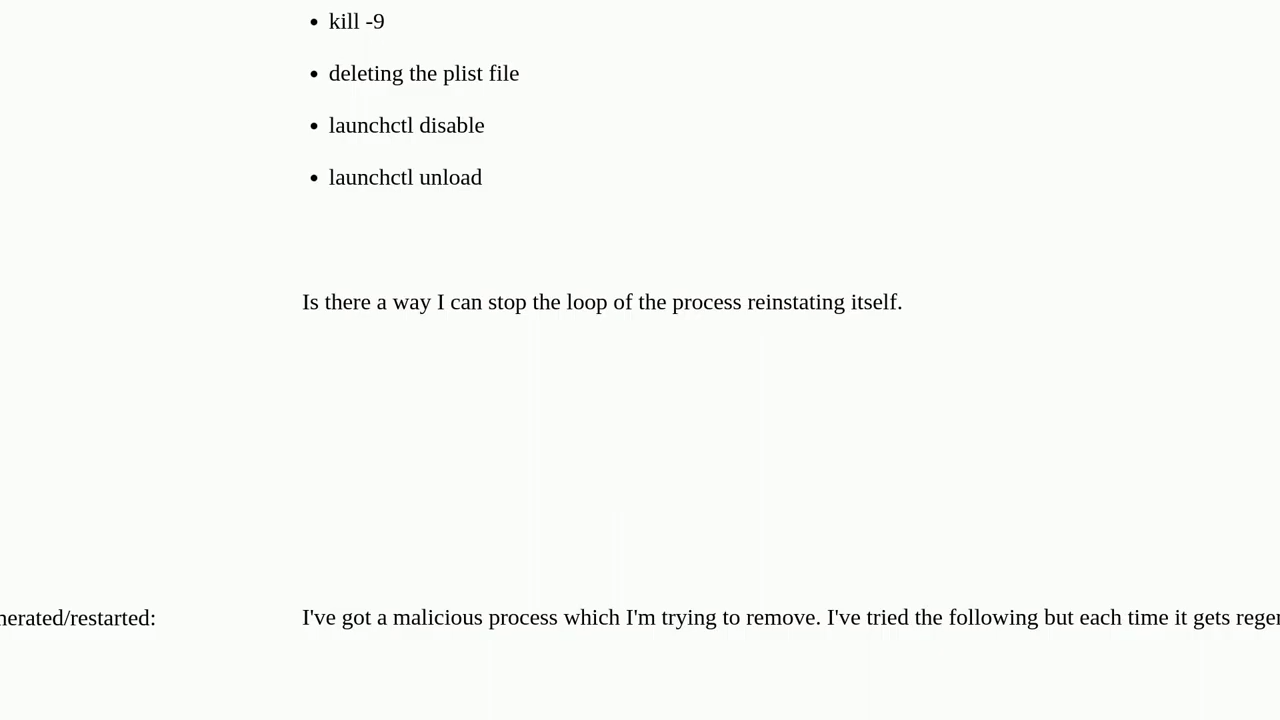 • kill -9
• deleting the plist file
• launchctl disable
• launchctl unload
Is there a way I can stop the loop of the process reinstating itself.
nerated/restarted:
I've got a malicious process which I'm trying to remove. I've tried the following but each time it gets regen